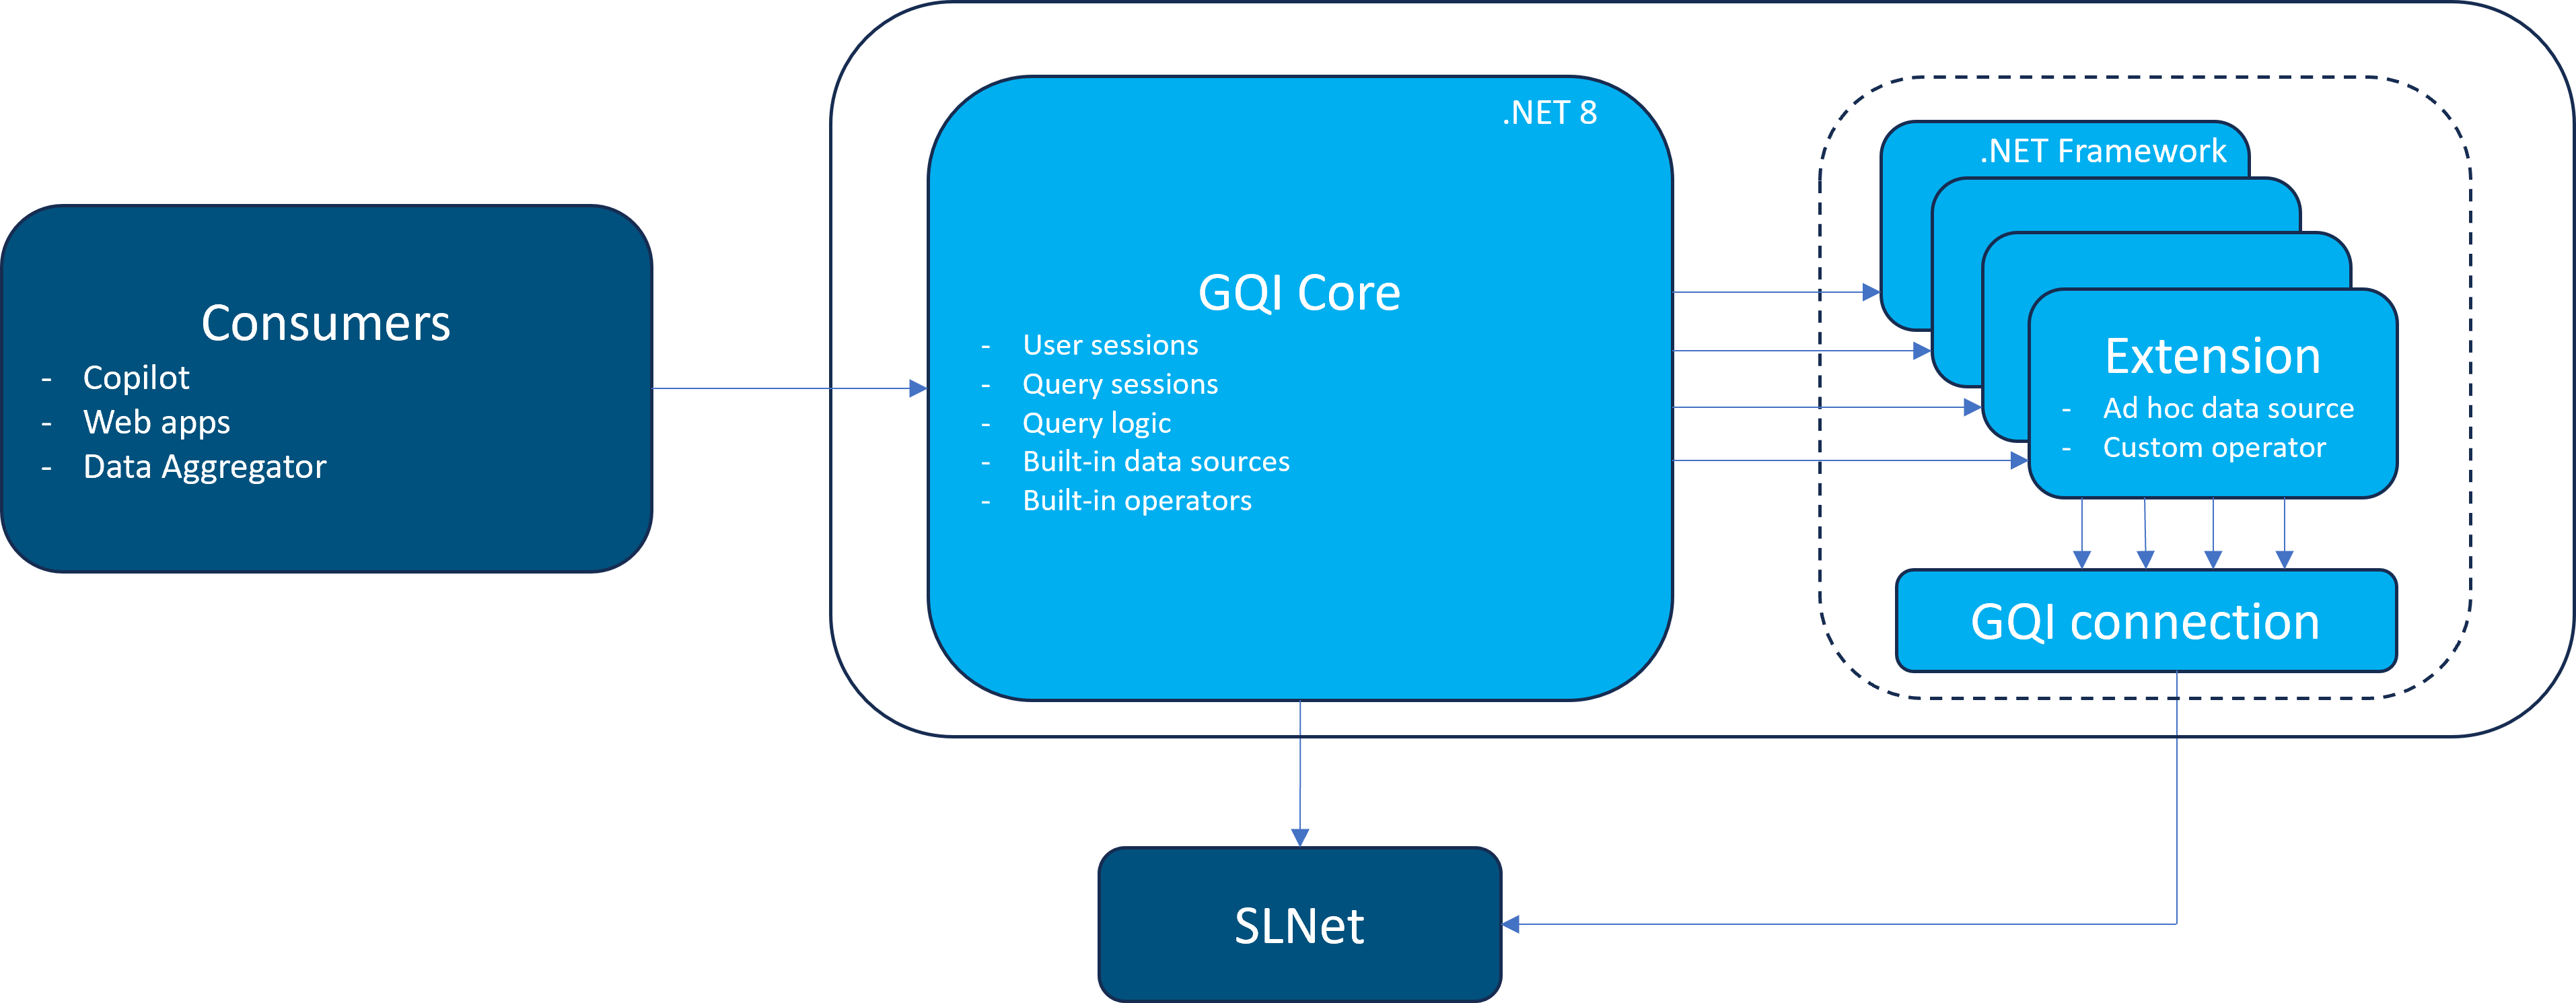 Consumers
- Copilot
- Web apps
- Data Aggregator
.NET 8
GQI Core
- User sessions
- Query sessions
- Query logic
- Built-in data sources
- Built-in operators
.NET Framework
Extension
- Ad hoc data source
- Custom operator
GQI connection
SLNet